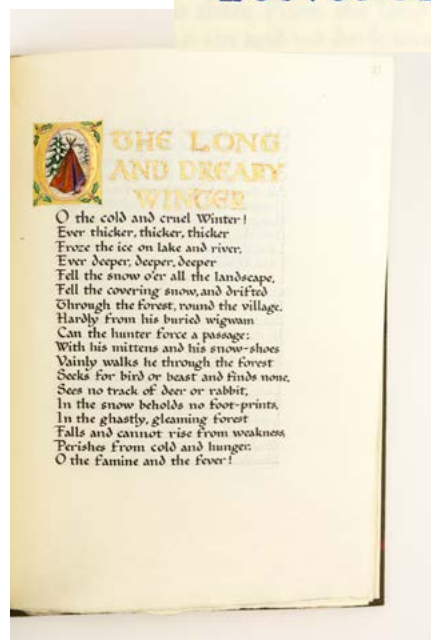 THE LONG
AND DREARY
WINTER
O the cold and cruel Winter!
Ever thicker, thicker, thicker
Froze the ice on lake and river,
Ever deeper, deeper, deeper
Fell the snow o'er all the landscape,
Fell the covering snow, and drifted
Through the forest, round the village.
Hardly from his buried wigwam
Can the hunter force a passage;
With his mittens and his snow-shoes
Vainly walks he through the forest
Seeks for bird or beast and finds none,
Sees no track of deer or rabbit,
In the snow beholds no foot-prints,
In the ghastly, gleaming forest
Falls and cannot rise from weakness,
Perishes from cold and hunger.
O the famine and the fever!